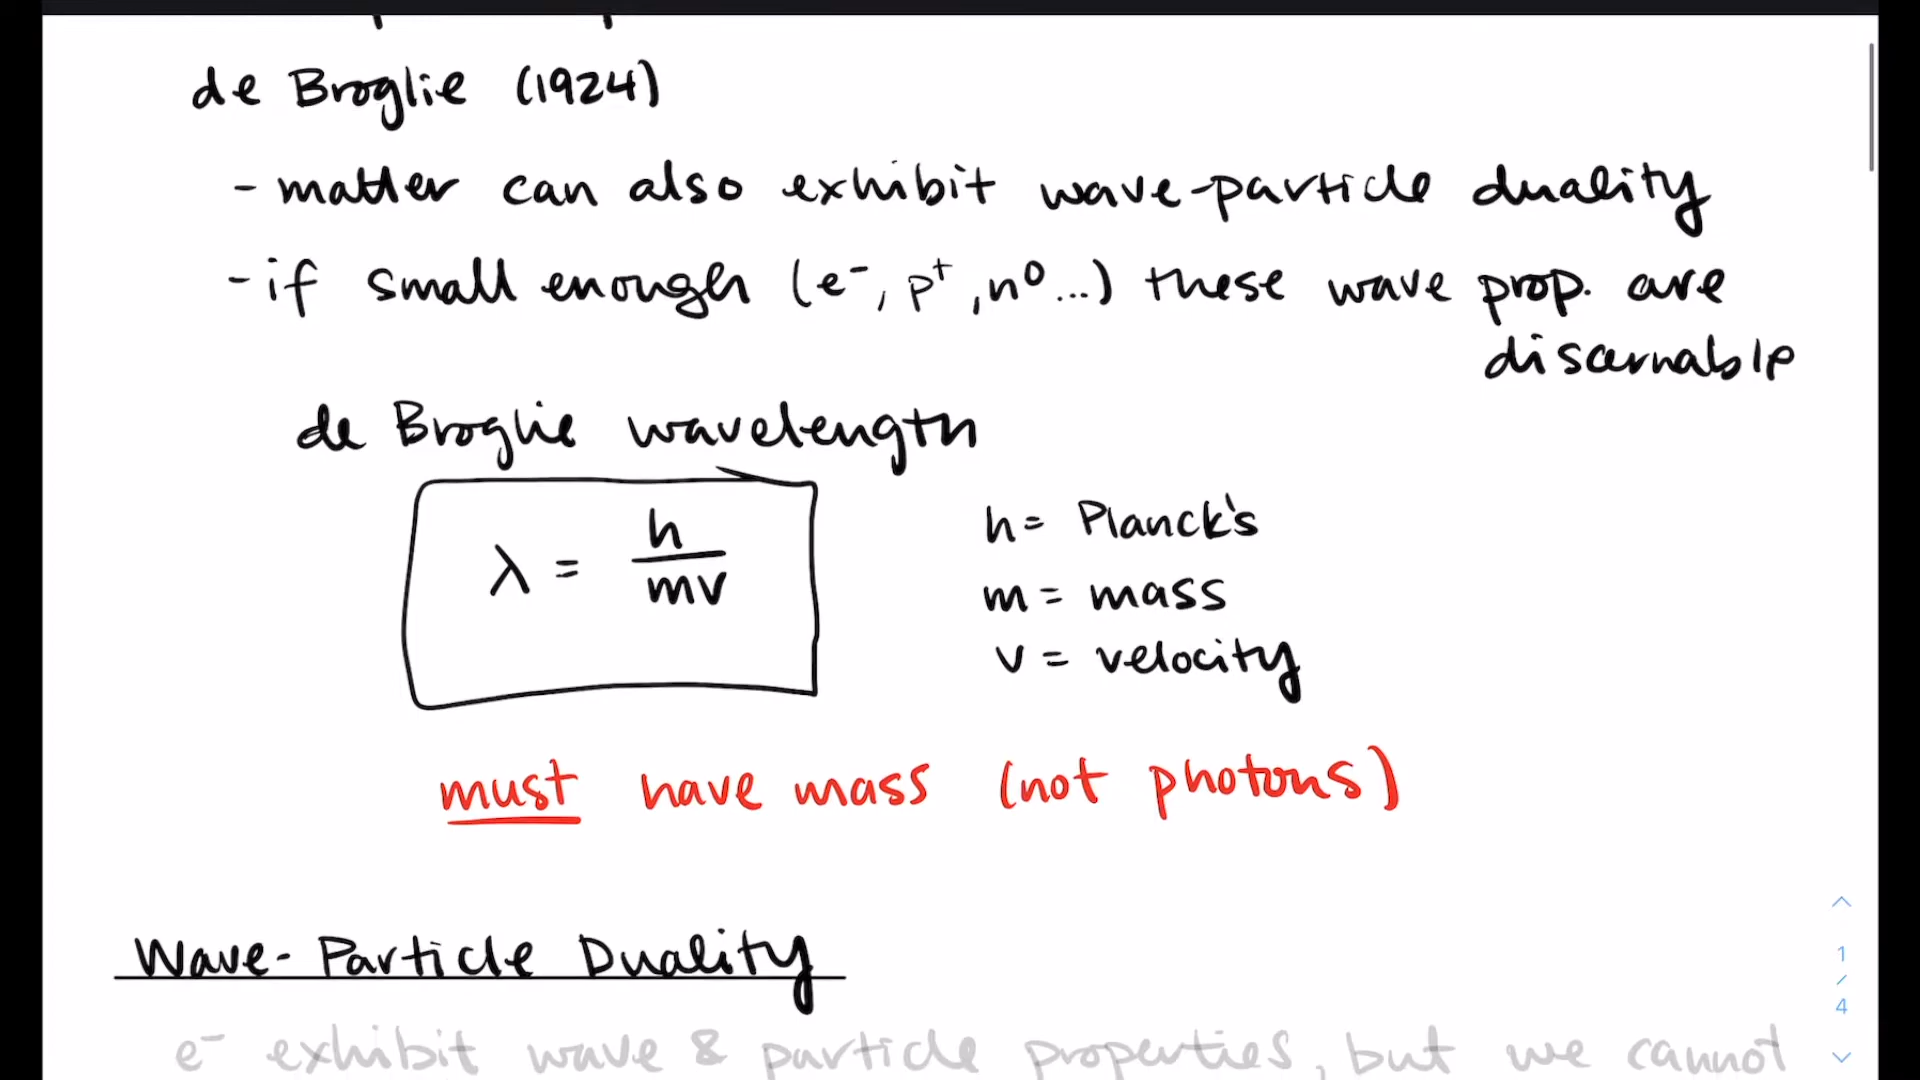 de Broglie (1924)
- matter can also exhibit wave-particle duality
- if small enough (e⁻, p⁺, n⁰...) these wave prop. are
discernable
de Broglie wavelength
λ = h/mv
h = Planck's
m = mass
v = velocity
must have mass (not photons)
Wave-Particle Duality
e⁻ exhibit wave & particle properties, but we cannot
1
/
4